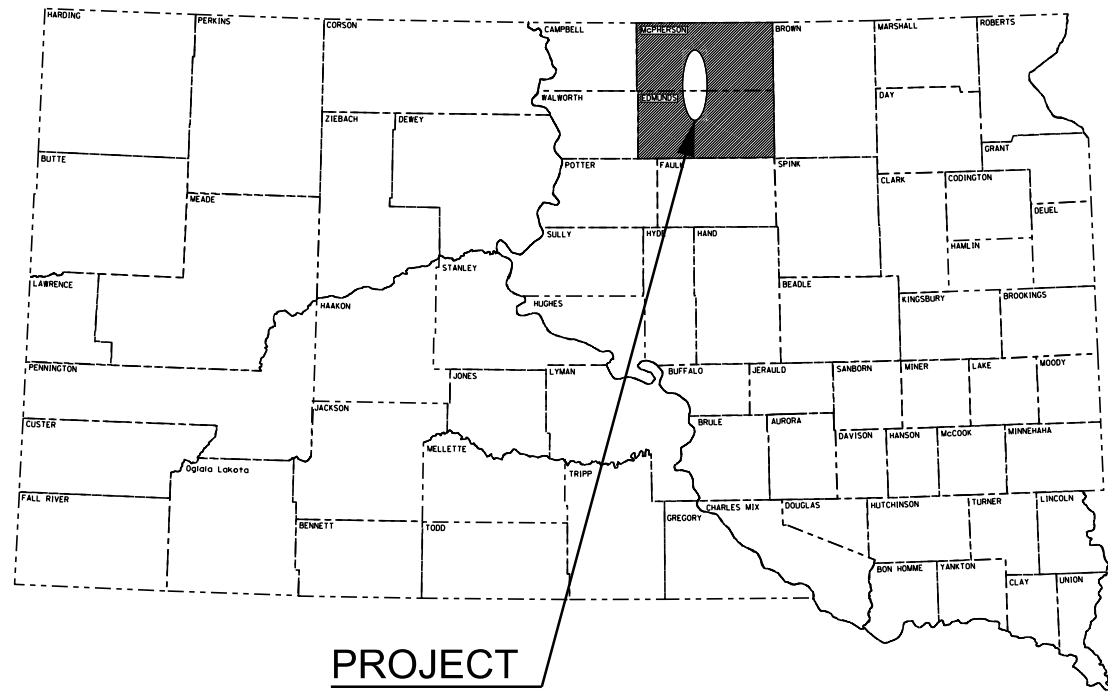 HARDING
PERKINS
CORSON
CAMPBELL
McPHERSON
BROWN
MARSHALL
ROBERTS
WALWORTH
EDMUNDS
DAY
ZIEBACH
DEWEY
GRANT
BUTTE
POTTER
FAULK
SPINK
CLARK
CODINGTON
MEADE
DEUEL
SULLY
HYDE
HAND
HAMLIN
STANLEY
LAWRENCE
HAAKON
HUGHES
BEADLE
KINGSBURY
BROOKINGS
PENNINGTON
JONES
LYMAN
BUFFALO
JERAULD
SANBORN
MINER
LAKE
MOODY
CUSTER
JACKSON
BRULE
AURORA
DAVISON
HANSON
McCOOK
MINNEHAHA
MELLETTE
Oglala Lakota
TRIPP
FALL RIVER
BENNETT
TODD
GREGORY
CHARLES MIX
DOUGLAS
HUTCHINSON
TURNER
LINCOLN
BON HOMME
YANKTON
CLAY
UNION
PROJECT